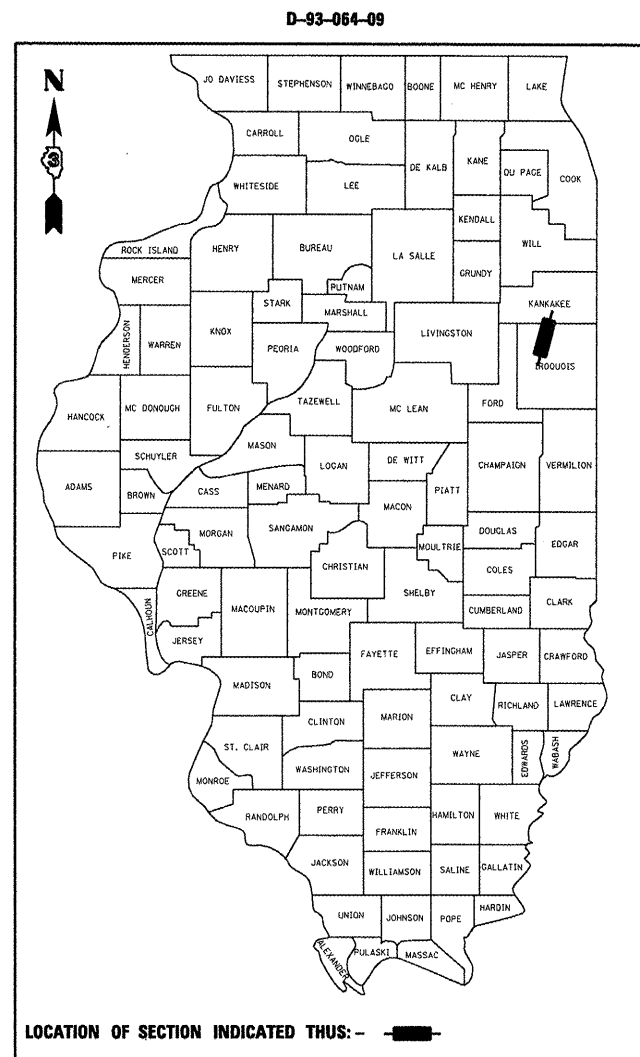 D-93-064-09
N
3
JO DAVIESS STEPHENSON WINNEBAGO BOONE MC HENRY LAKE
CARROLL OGLE DE KALB KANE DU PAGE COOK
WHITESIDE LEE
KENDALL
ROCK ISLAND HENRY BUREAU LA SALLE GRUNDY WILL
MERCER STARK PUTNAM KANKAKEE
MARSHALL
HENDERSON WARREN KNOX PEORIA WOODFORD LIVINGSTON IROQUOIS
HANCOCK MC DONOUGH FULTON TAZEWELL MC LEAN FORD
MASON
SCHUYLER LOGAN DE WITT CHAMPAIGN VERMILION
ADAMS BROWN CASS MENARD MACON PIATT
PIKE SCOTT MORGAN SANGAMON CHRISTIAN MOULTRIE DOUGLAS EDGAR
COLES
CALHOUN GREENE MACOUPIN MONTGOMERY SHELBY CUMBERLAND CLARK
JERSEY
MADISON BOND FAYETTE EFFINGHAM JASPER CRAWFORD
CLINTON MARION CLAY RICHLAND LAWRENCE
ST. CLAIR WAYNE EDWARDS WABASH
MONROE WASHINGTON JEFFERSON
RANDOLPH PERRY FRANKLIN HAMILTON WHITE
JACKSON WILLIAMSON SALINE GALLATIN
UNION JOHNSON POPE HARDIN
ALEXANDER PULASKI MASSAC
LOCATION OF SECTION INDICATED THUS: -